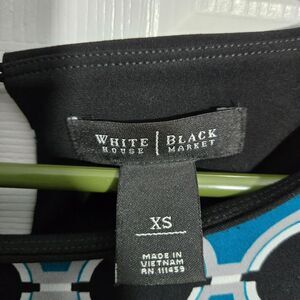 WHITE | BLACK
HOUSE | MARKET
XS
MADE IN
VIETNAM
RN 111459